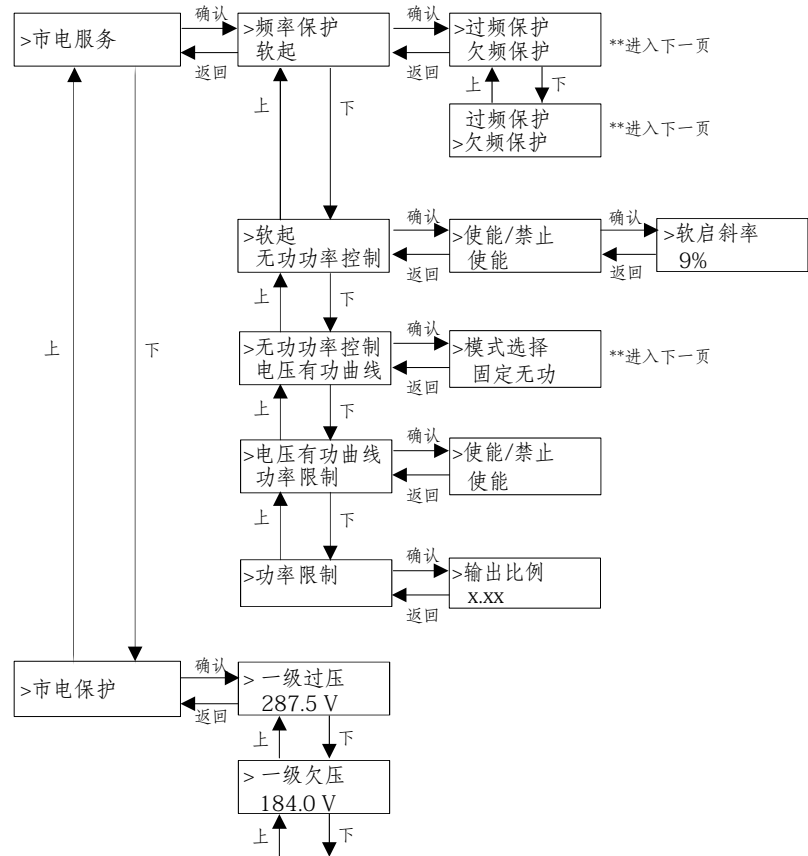 >市电服务
确认
返回
>频率保护
软起
确认
返回
>过频保护
欠频保护
**进入下一页
上
下
过频保护
>欠频保护
**进入下一页
上
下
>软起
无功功率控制
确认
返回
>使能/禁止
使能
确认
返回
>软启斜率
9%
上
下
>无功功率控制
电压有功曲线
确认
返回
>模式选择
固定无功
**进入下一页
上
下
上
下
>电压有功曲线
功率限制
确认
返回
>使能/禁止
使能
上
下
>功率限制
确认
返回
>输出比例
x.xx
>市电保护
确认
返回
> 一级过压
287.5 V
上
下
> 一级欠压
184.0 V
上
下